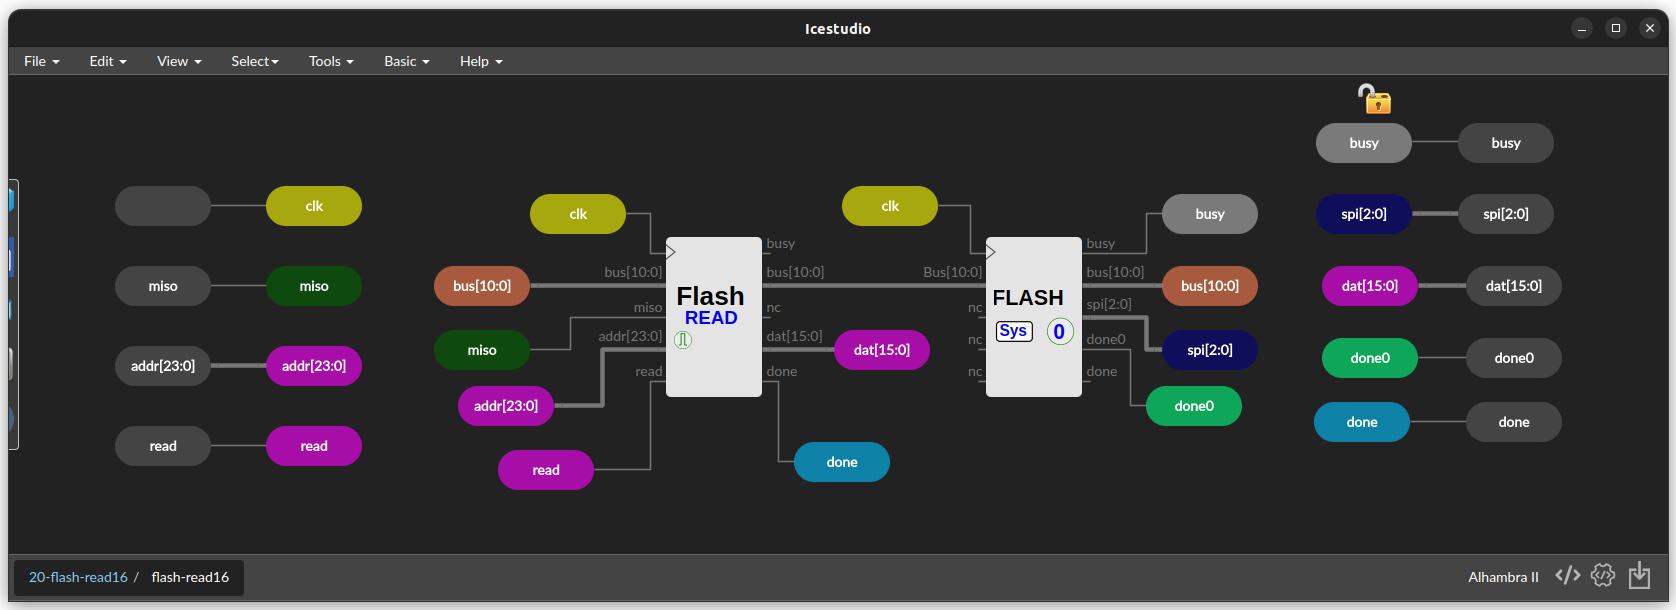 Icestudio
File Edit View Select Tools Basic Help
clk
miso miso
addr[23:0] addr[23:0]
read read
clk
bus[10:0]
miso
addr[23:0]
read
bus[10:0]
miso
addr[23:0]
read
Flash
READ
busy
bus[10:0]
nc
dat[15:0]
done
dat[15:0]
done
clk
Bus[10:0]
nc
nc
nc
FLASH
Sys 0
busy
bus[10:0]
spi[2:0]
done0
done
busy
bus[10:0]
spi[2:0]
done0
busy busy
spi[2:0] spi[2:0]
dat[15:0] dat[15:0]
done0 done0
done done
20-flash-read16 / flash-read16
Alhambra II